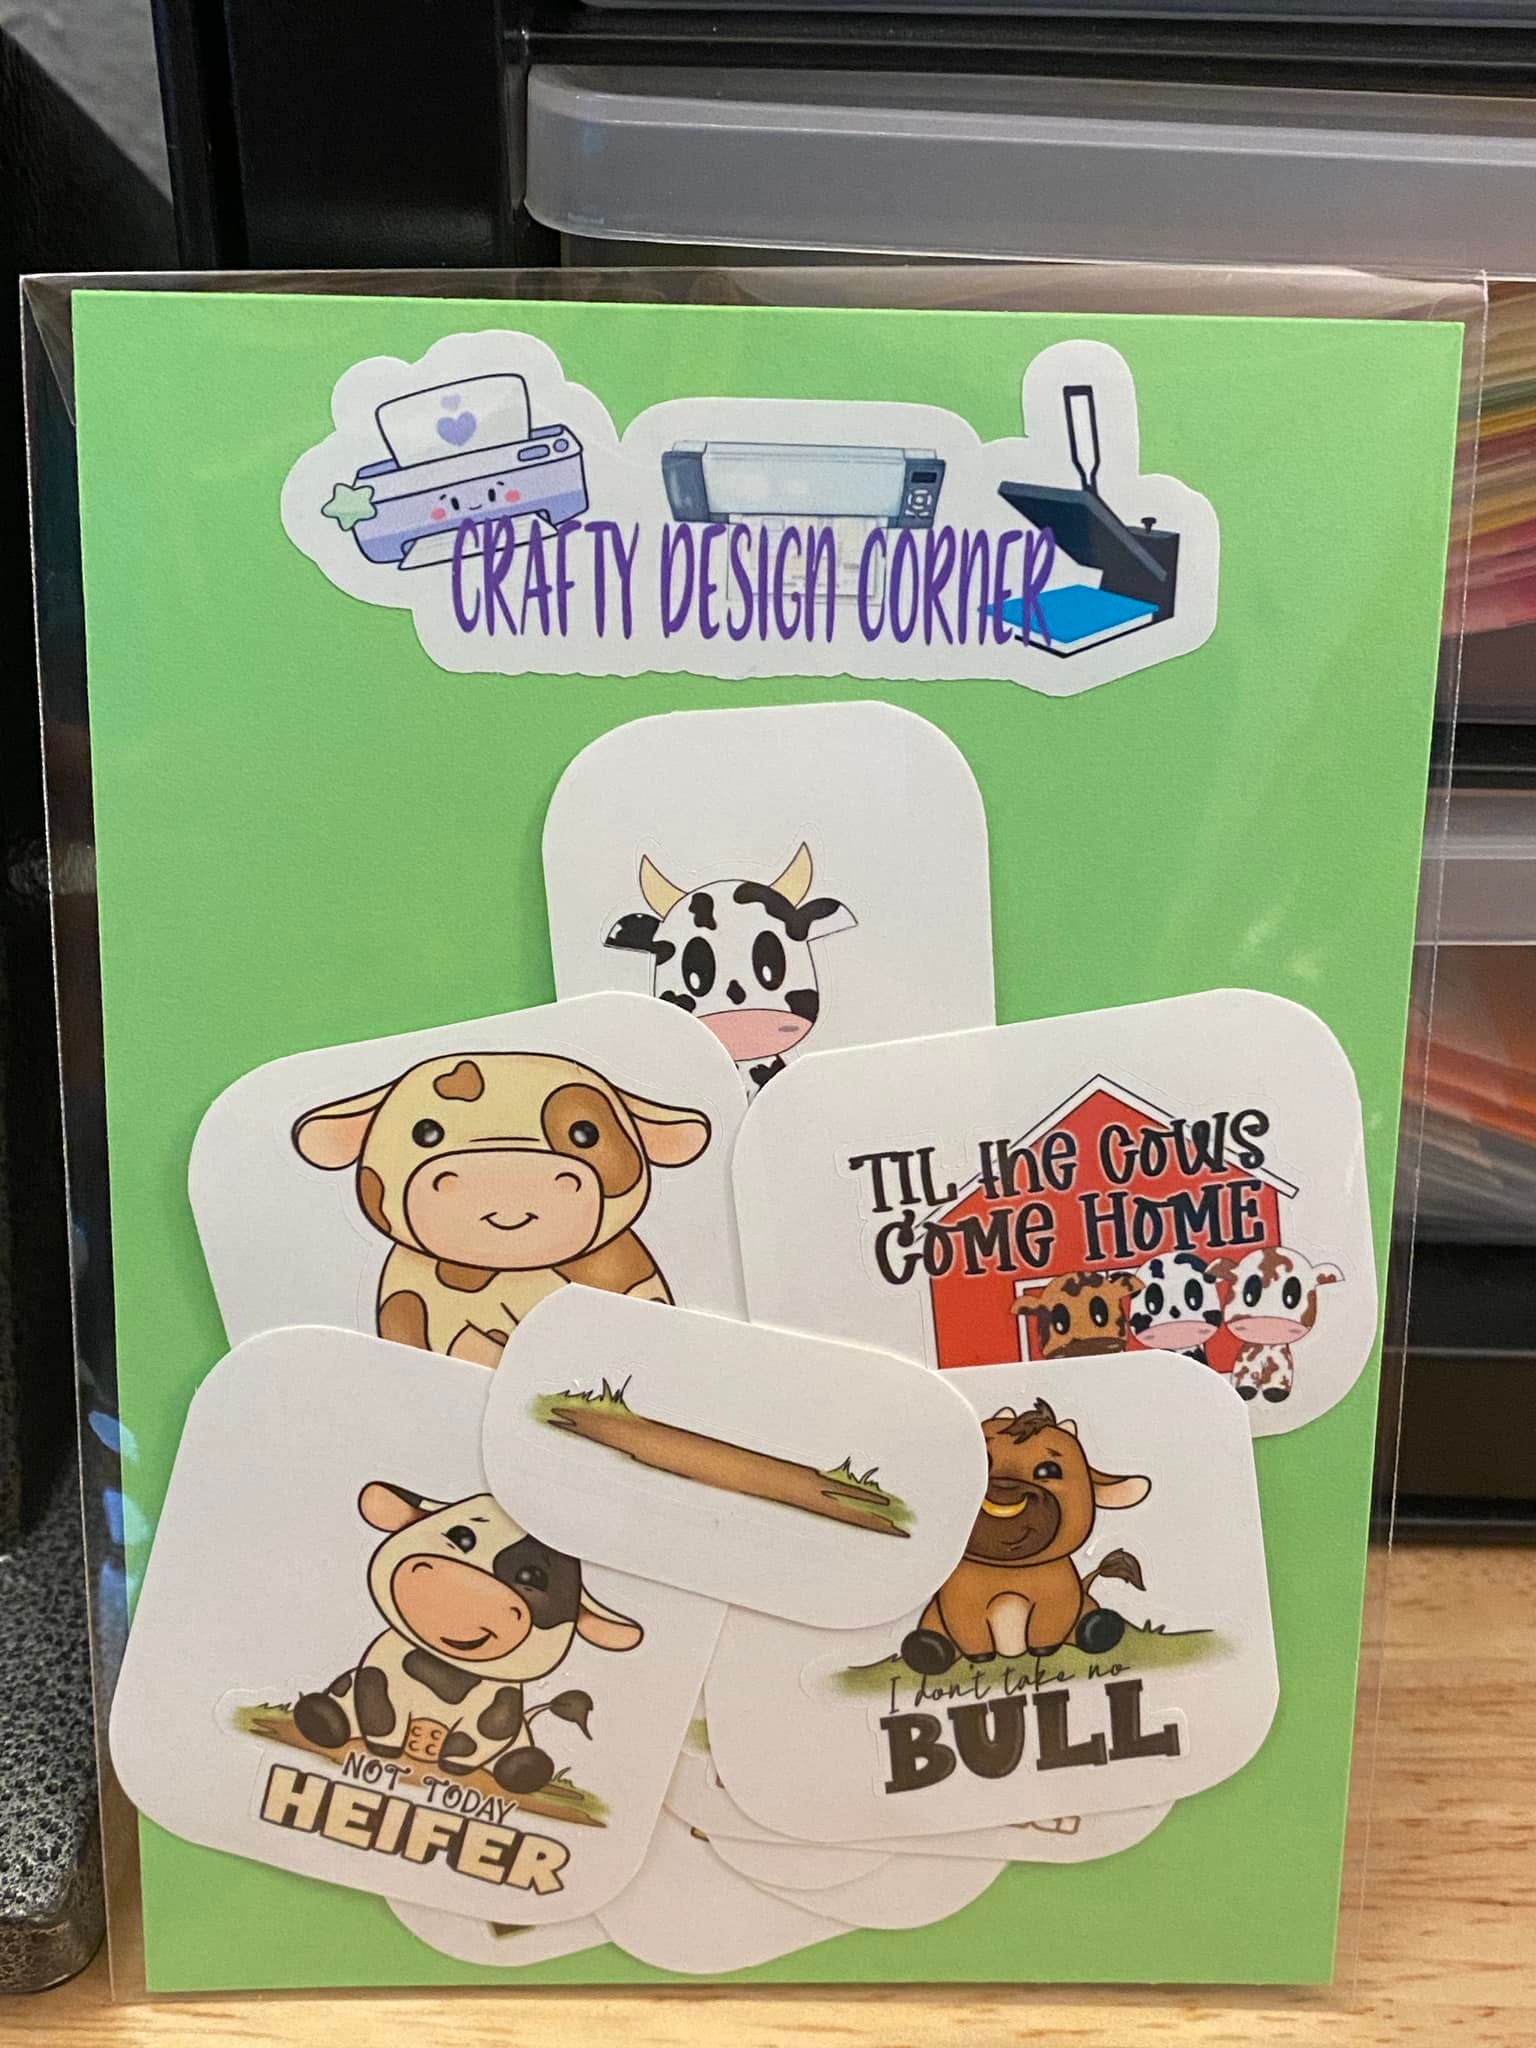 CRAFTY DESIGN CORNER
TIL the COWS
COME HOME
NOT TODAY
HEIFER
I don't take no
BULL